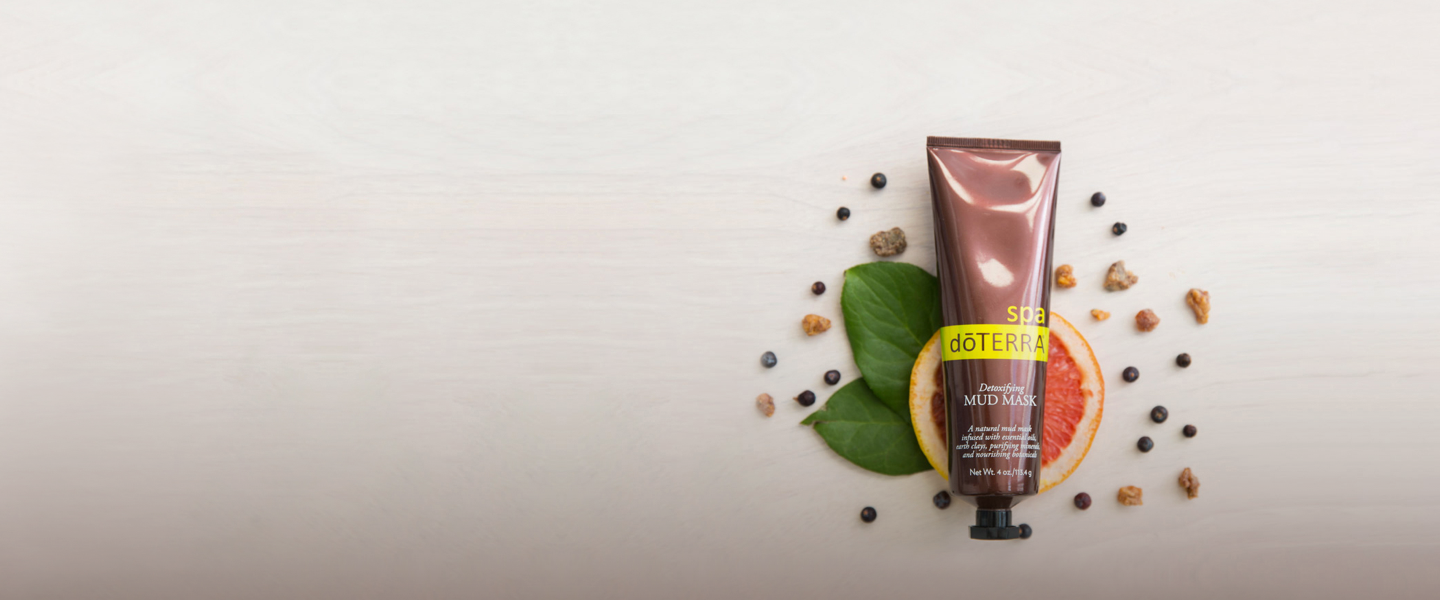 spa
dōTERRA
Detoxifying
MUD MASK
A natural mud mask
infused with essential oils,
earth clays, purifying minerals,
and nourishing botanicals
Net Wt. 4 oz./113.4 g